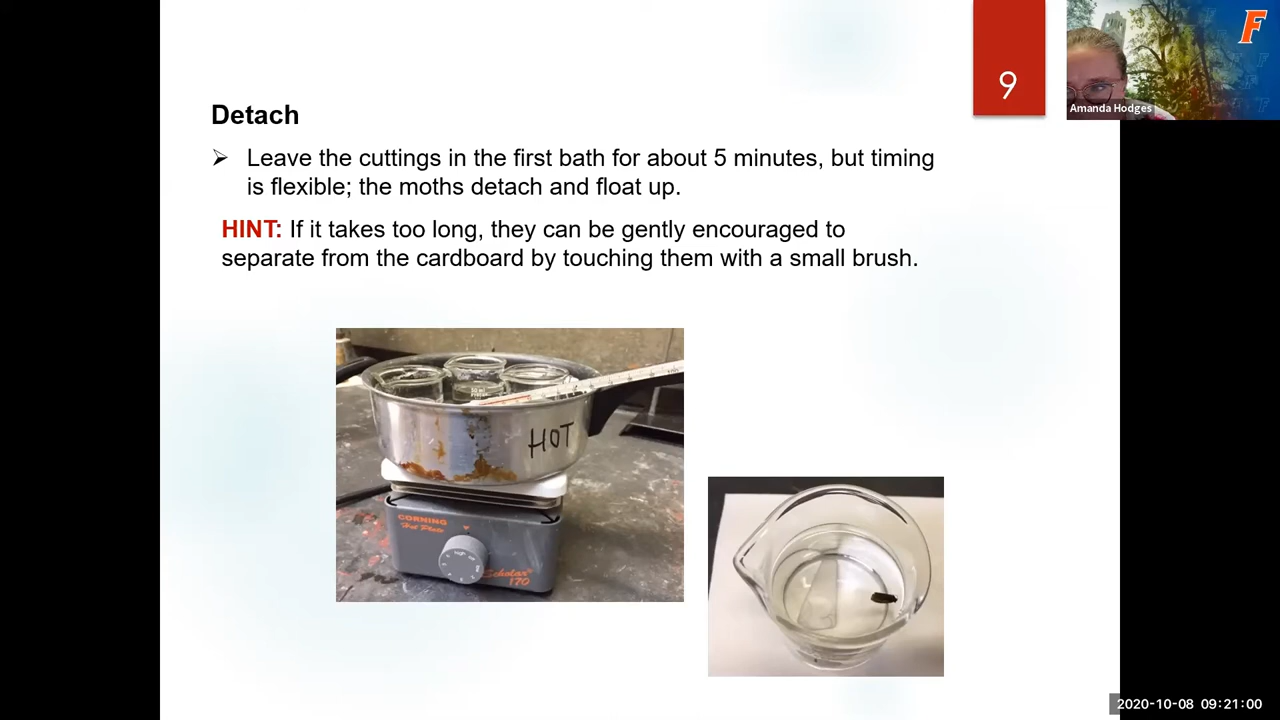 9
F
Amanda Hodges
Detach
Leave the cuttings in the first bath for about 5 minutes, but timing
is flexible; the moths detach and float up.
HINT: If it takes too long, they can be gently encouraged to
separate from the cardboard by touching them with a small brush.
HOT
CORNING
Hot Plate
Scholar
170
2020-10-08 09:21:00